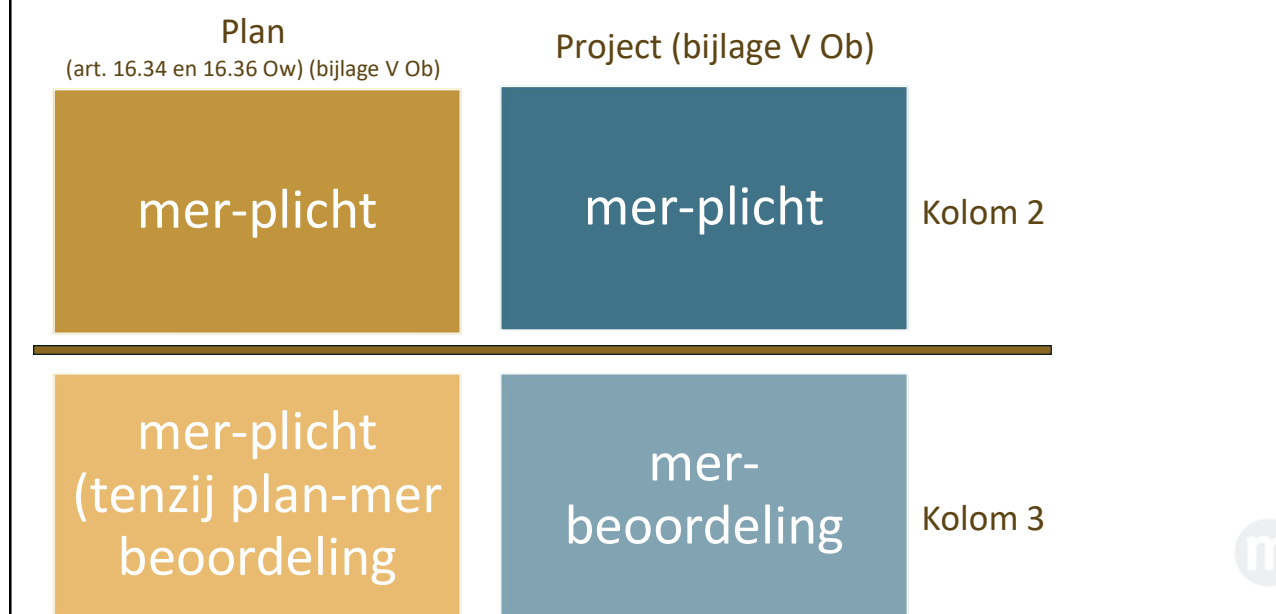 Plan
(art. 16.34 en 16.36 Ow) (bijlage V Ob)
Project (bijlage V Ob)
mer-plicht
mer-plicht
Kolom 2
mer-plicht
(tenzij plan-mer
beoordeling
mer-
beoordeling
Kolom 3
m